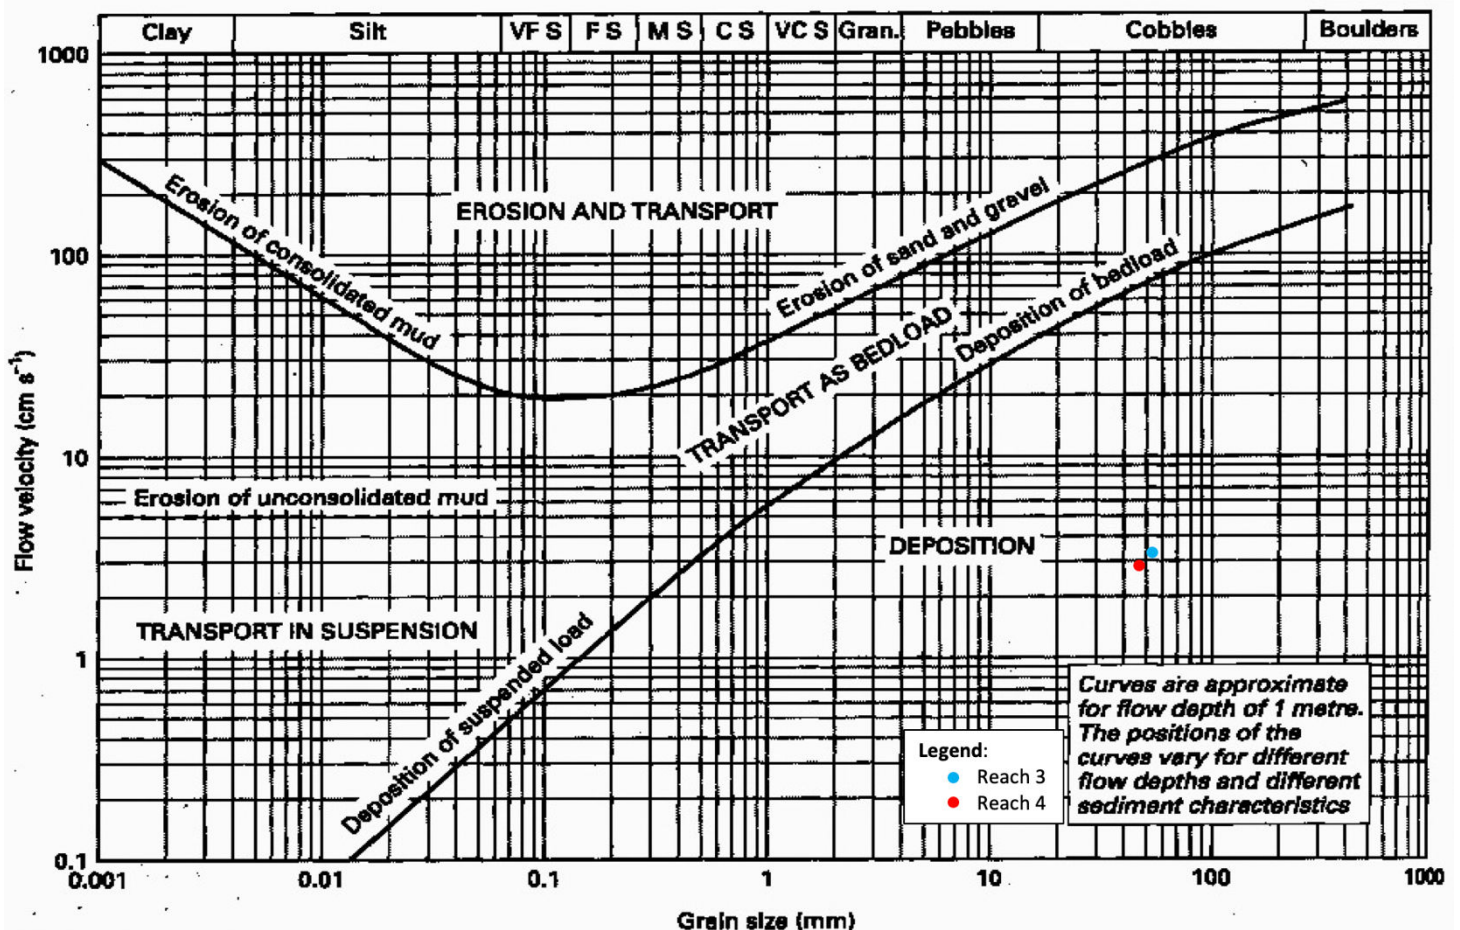 Clay Silt VF S F S M S C S VC S Gran. Pebbles Cobbles Boulders
1000
100
10
1
0.1
Flow velocity (cm s⁻¹)
Erosion of consolidated mud
EROSION AND TRANSPORT
Erosion of sand and gravel
Deposition of bedload
TRANSPORT AS BEDLOAD
Erosion of unconsolidated mud
DEPOSITION
TRANSPORT IN SUSPENSION
Deposition of suspended load
Curves are approximate
for flow depth of 1 metre.
The positions of the
curves vary for different
flow depths and different
sediment characteristics
Legend:
Reach 3
Reach 4
0.001 0.01 0.1 1 10 100 1000
Grain size (mm)